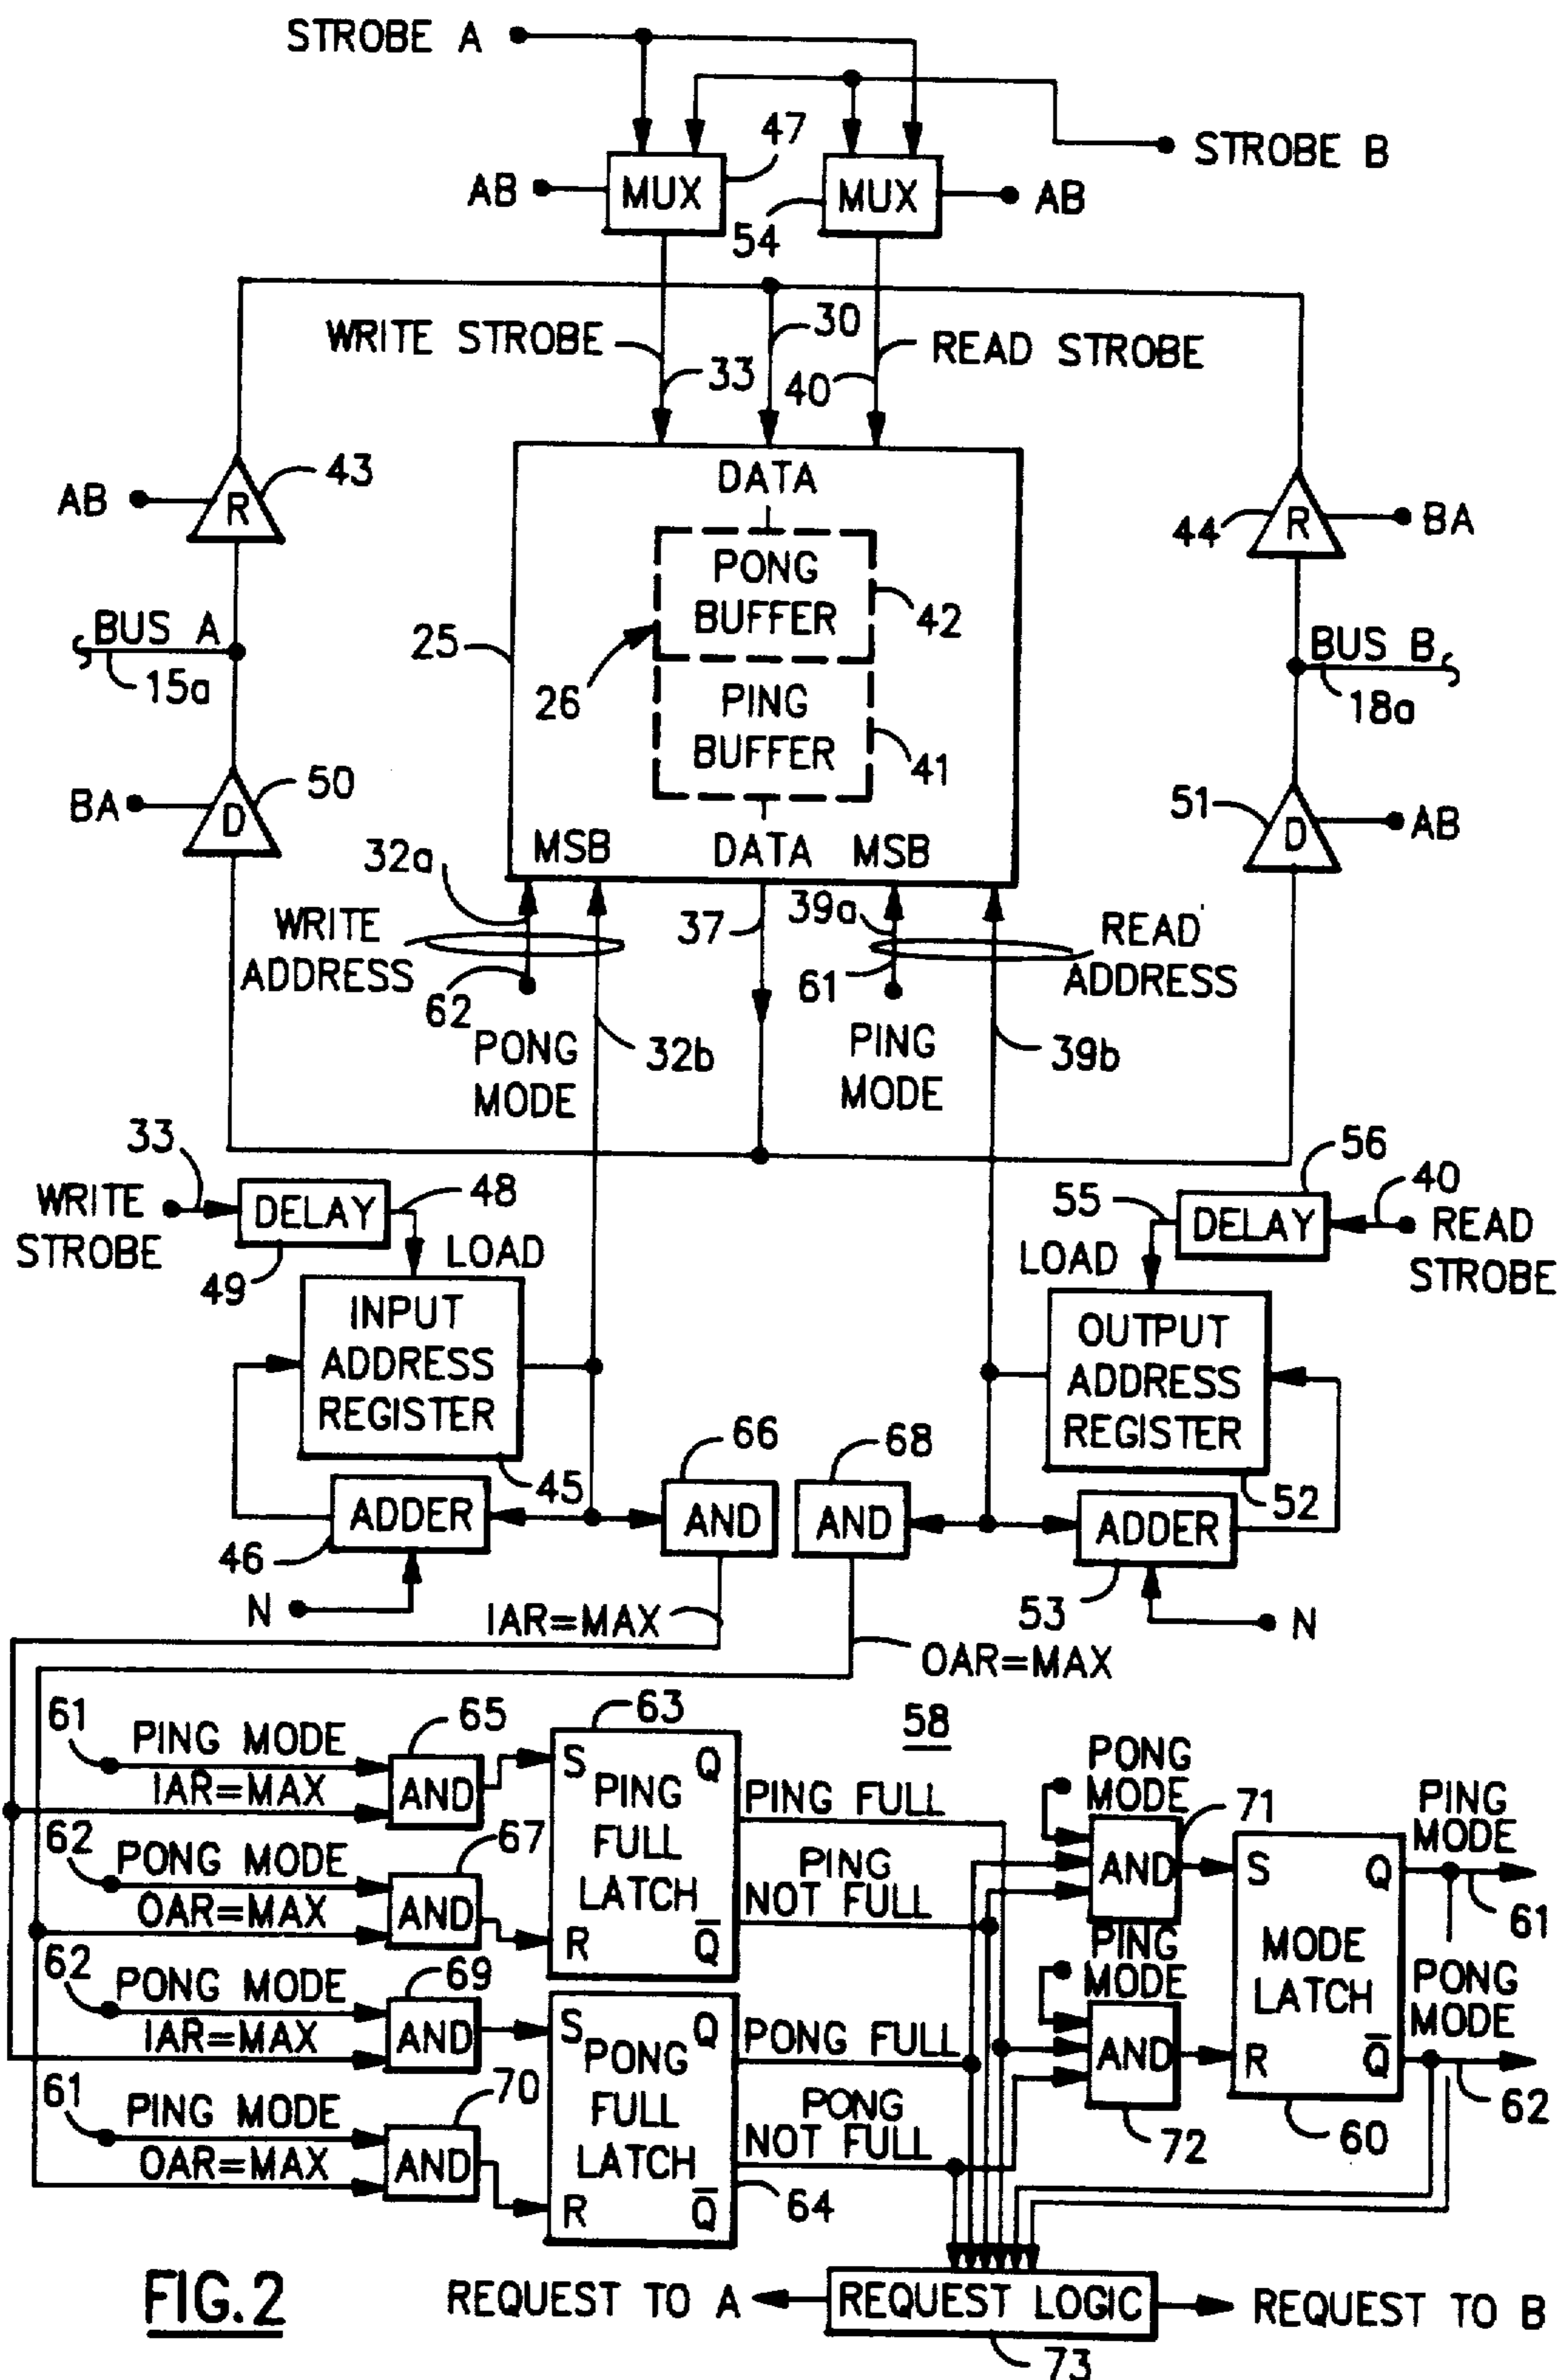 STROBE A
STROBE B
47
AB
MUX
MUX
AB
54
WRITE STROBE
30
READ STROBE
33
40
43
AB
R
DATA
44
R
BA
PONG
BUFFER
42
BUS A
15a
25
26
PING
BUFFER
41
BUS B
18a
BA
50
D
51
D
AB
MSB
DATA
MSB
32a
WRITE
ADDRESS
37
39a
READ
ADDRESS
62
61
PONG
MODE
32b
PING
MODE
39b
33
WRITE
STROBE
DELAY
48
49
LOAD
56
55
DELAY
40
READ
STROBE
LOAD
INPUT
ADDRESS
REGISTER
OUTPUT
ADDRESS
REGISTER
66
68
45
52
ADDER
AND
AND
ADDER
46
53
N
N
IAR=MAX
OAR=MAX
61
PING MODE
IAR=MAX
65
AND
63
58
S
Q
PING
FULL
LATCH
R
Q̅
PING FULL
PING
NOT FULL
62
PONG MODE
OAR=MAX
67
AND
62
PONG MODE
IAR=MAX
69
AND
S
Q
PONG
FULL
LATCH
R
Q̅
64
PONG FULL
PONG
NOT FULL
61
PING MODE
OAR=MAX
70
AND
PONG
MODE
71
AND
PING
MODE
AND
72
S
Q
MODE
LATCH
R
Q̅
60
PING
MODE
61
PONG
MODE
62
FIG.2
REQUEST TO A
REQUEST LOGIC
REQUEST TO B
73